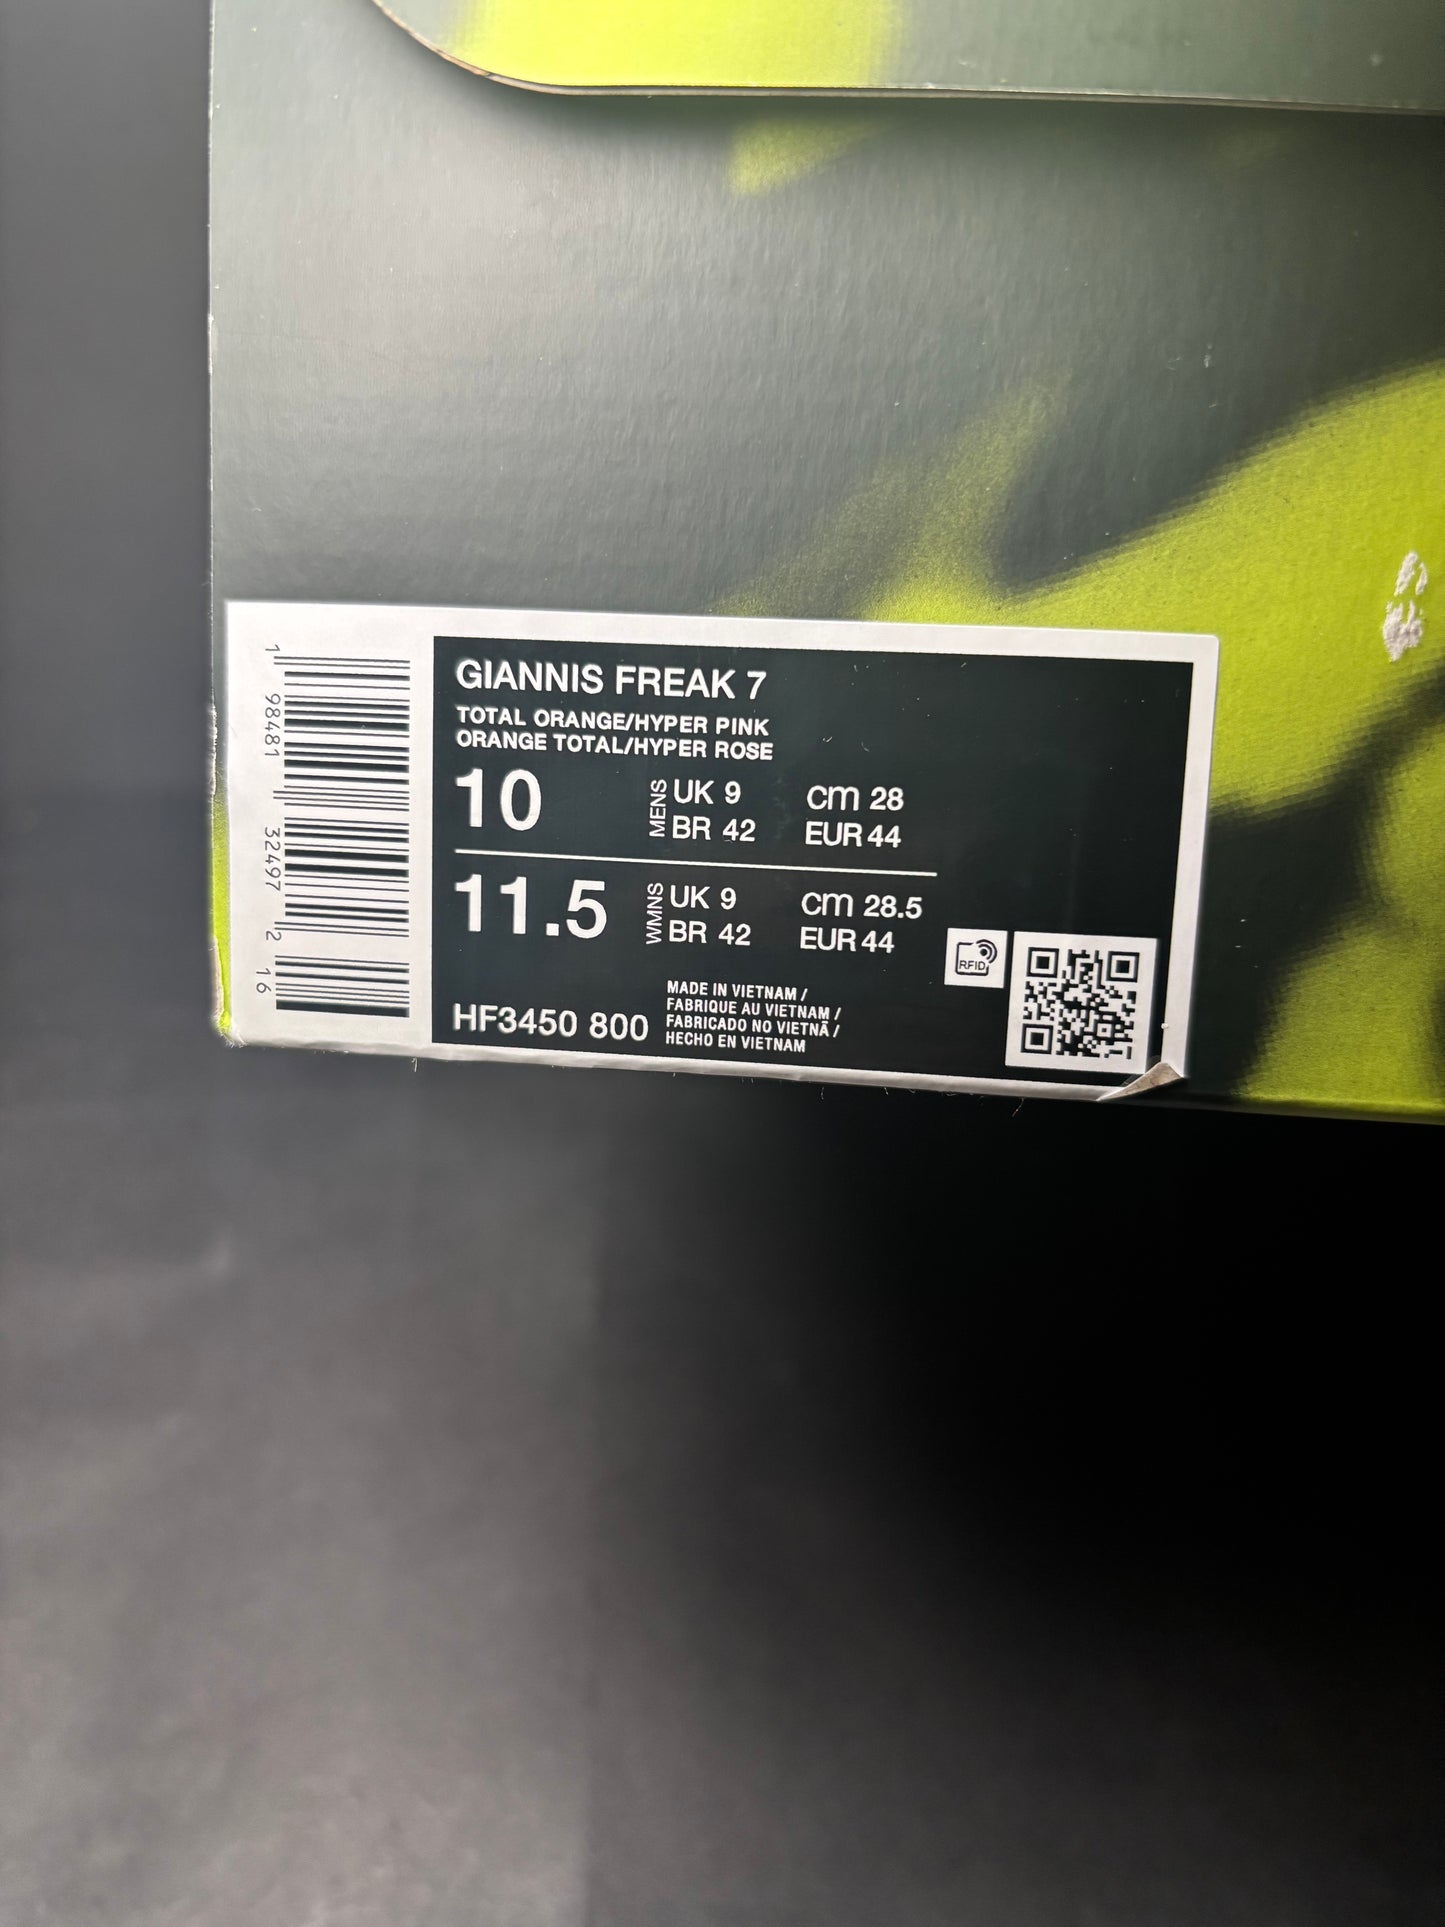 GIANNIS FREAK 7
TOTAL ORANGE/HYPER PINK
ORANGE TOTAL/HYPER ROSE
10 MENS UK 9 cm 28
BR 42 EUR 44
11.5 WMNS UK 9 cm 28.5
BR 42 EUR 44
RFID
HF3450 800
MADE IN VIETNAM /
FABRIQUE AU VIETNAM /
FABRICADO NO VIETNÃ /
HECHO EN VIETNAM
1 98481 32497 2 16